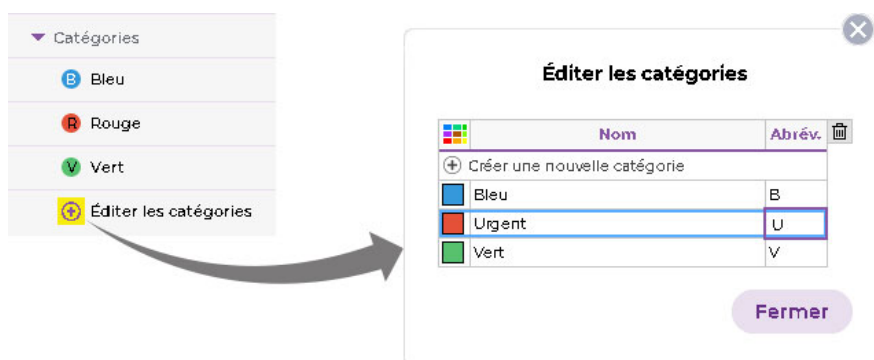 Catégories
B Bleu
R Rouge
V Vert
Éditer les catégories
Éditer les catégories
Nom Abrév.
Créer une nouvelle catégorie
Bleu B
Urgent U
Vert V
Fermer